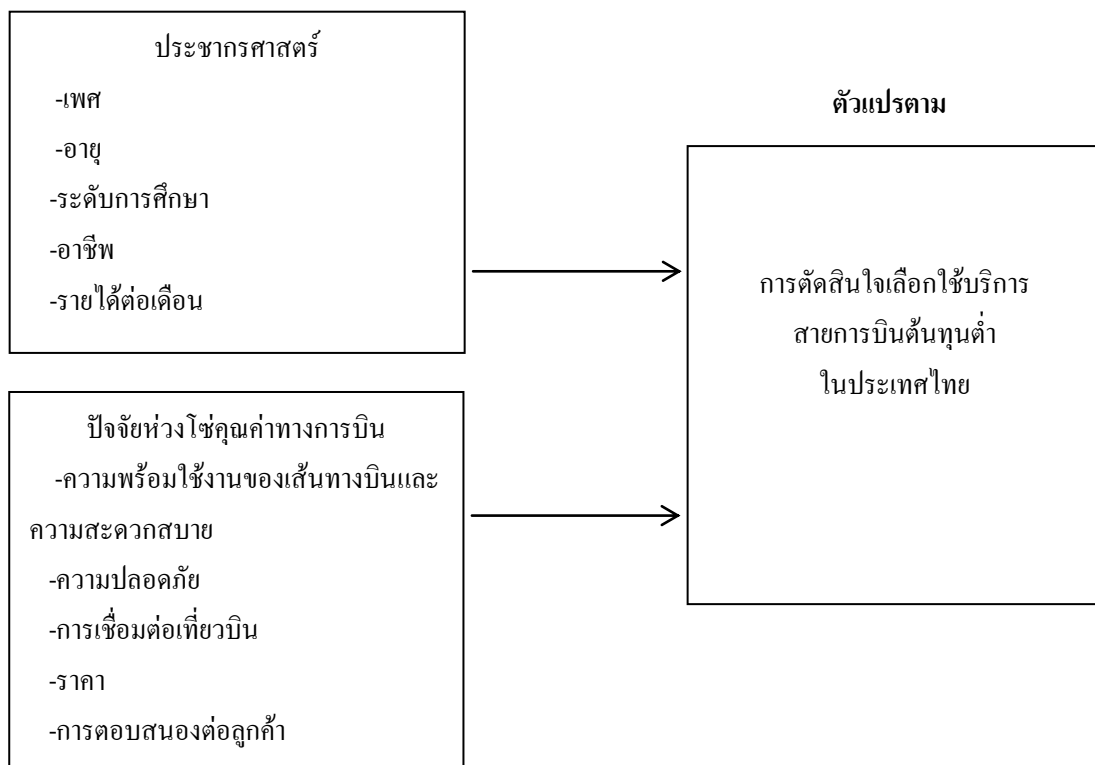 ประชากรศาสตร์
-เพศ
-อายุ
-ระดับการศึกษา
-อาชีพ
-รายได้ต่อเดือน
ปัจจัยห่วงโซ่คุณค่าทางการบิน
-ความพร้อมใช้งานของเส้นทางบินและ
ความสะดวกสบาย
-ความปลอดภัย
-การเชื่อมต่อเที่ยวบิน
-ราคา
-การตอบสนองต่อลูกค้า
ตัวแปรตาม
การตัดสินใจเลือกใช้บริการ
สายการบินต้นทุนต่ำ
ในประเทศไทย